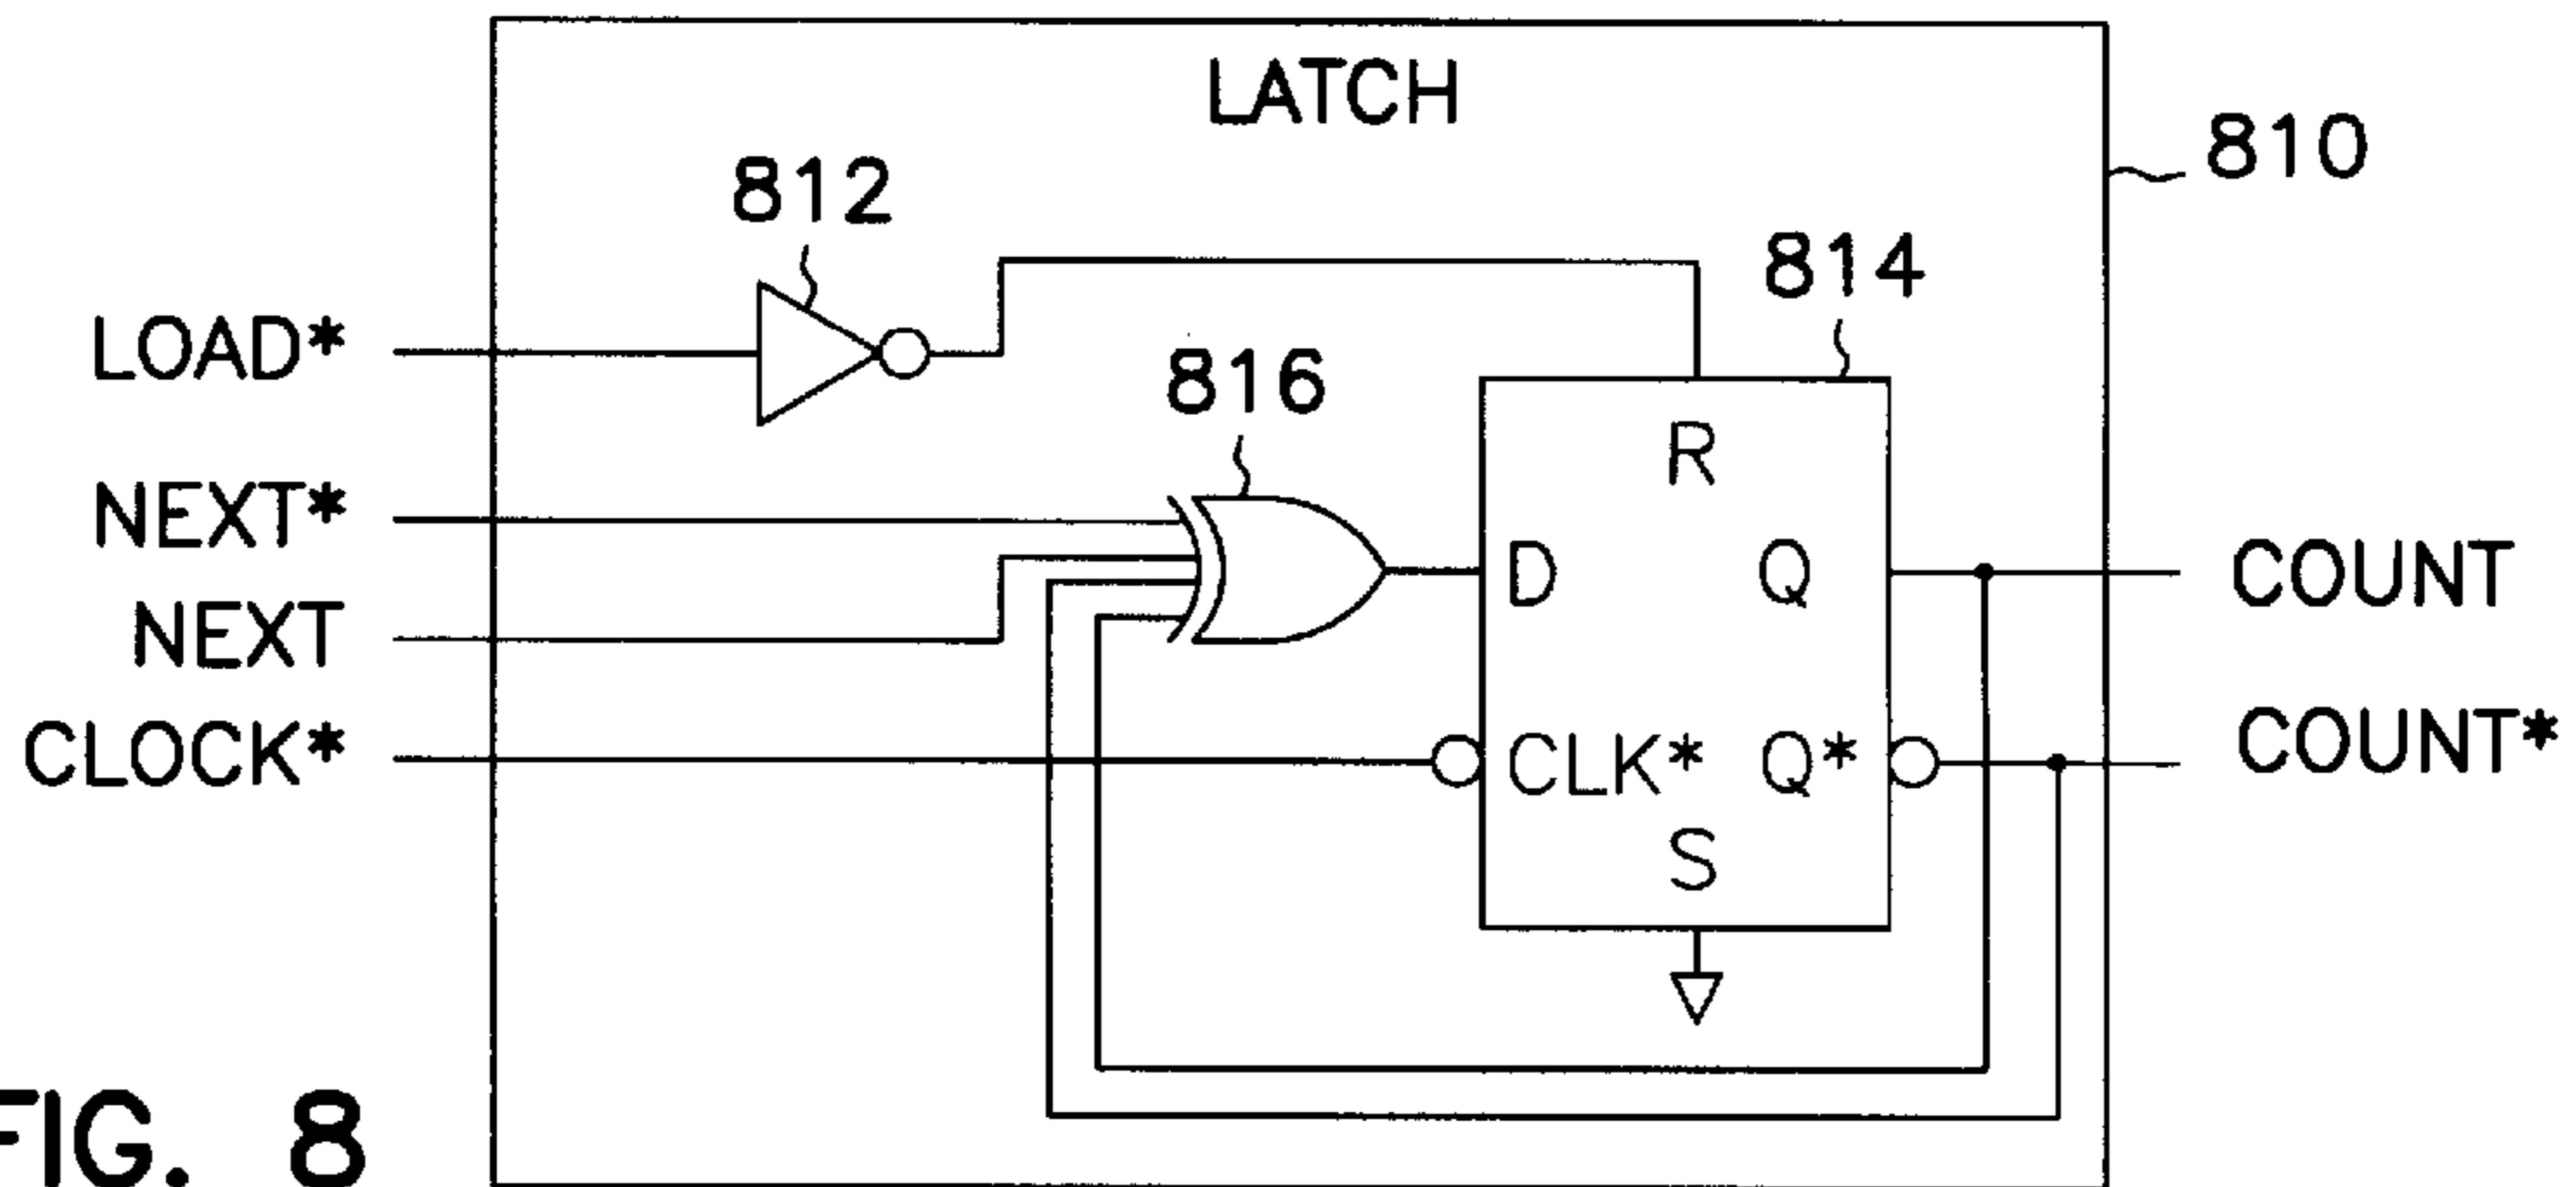 LATCH
810
812
814
LOAD*
816
R
NEXT*
D
Q
COUNT
NEXT
CLOCK*
CLK*
Q*
COUNT*
S
FIG. 8